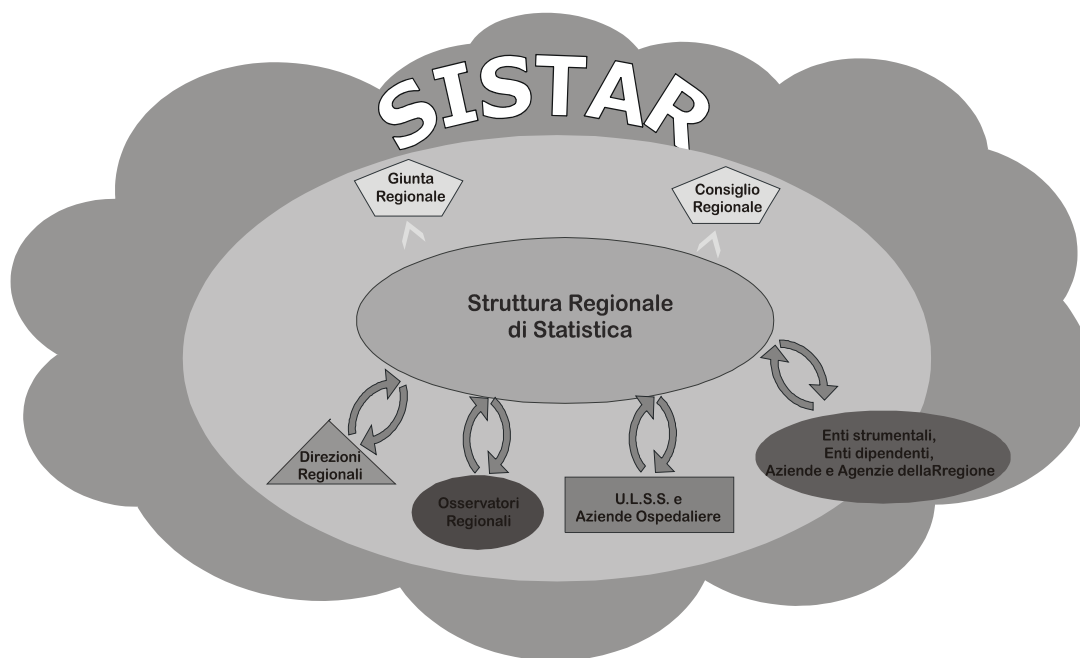 SISTAR
Giunta
Regionale
Consiglio
Regionale
Struttura Regionale
di Statistica
Direzioni
Regionali
Osservatori
Regionali
U.L.S.S. e
Aziende Ospedaliere
Enti strumentali,
Enti dipendenti,
Aziende e Agenzie dellaRregione